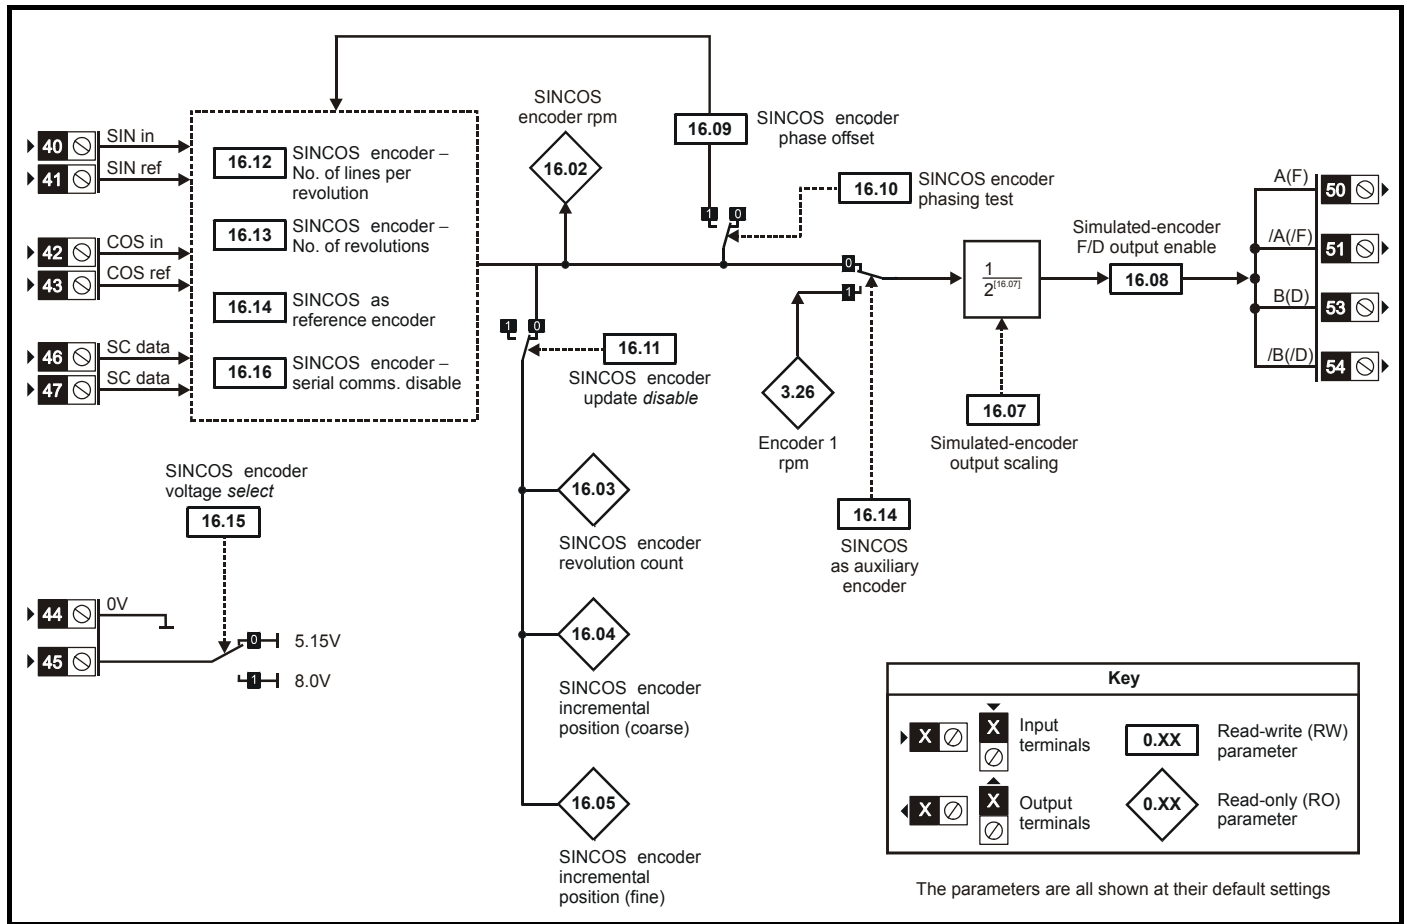 40
SIN in
41
SIN ref
42
COS in
43
COS ref
46
SC data
47
SC data
16.12
SINCOS encoder –
No. of lines per
revolution
16.13
SINCOS encoder –
No. of revolutions
16.14
SINCOS as
reference encoder
16.16
SINCOS encoder –
serial comms. disable
SINCOS
encoder rpm
16.02
16.09
SINCOS encoder
phase offset
1
0
16.10
SINCOS encoder
phasing test
1
0
16.11
SINCOS encoder
update disable
0
1
3.26
Encoder 1
rpm
1
2[16.07]
16.07
Simulated-encoder
output scaling
Simulated-encoder
F/D output enable
16.08
A(F)
50
/A(/F)
51
B(D)
53
/B(/D)
54
16.14
SINCOS
as auxiliary
encoder
16.03
SINCOS encoder
revolution count
16.04
SINCOS encoder
incremental
position (coarse)
16.05
SINCOS encoder
incremental
position (fine)
SINCOS encoder
voltage select
16.15
44
0V
45
0
5.15V
1
8.0V
Key
X
X
Input
terminals
0.XX
Read-write (RW)
parameter
X
X
Output
terminals
0.XX
Read-only (RO)
parameter
The parameters are all shown at their default settings